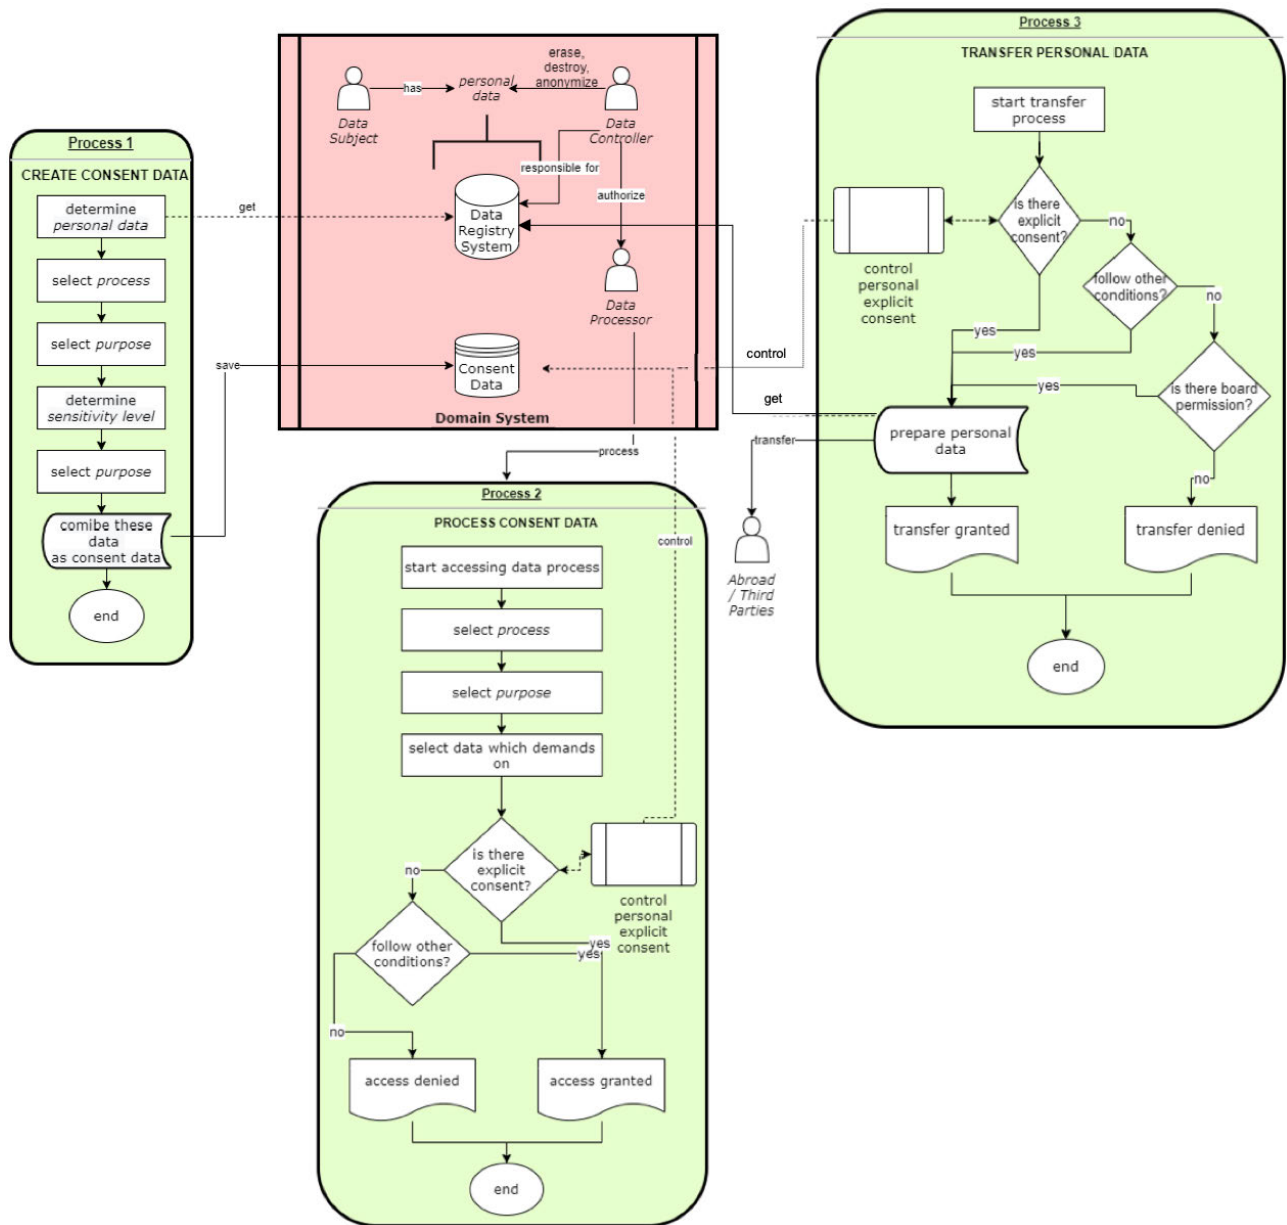 Process 1
CREATE CONSENT DATA
determine
personal data
select process
select purpose
determine
sensitivity level
select purpose
comibe these
data
as consent data
end
get
save
erase,
destroy,
anonymize
has
personal
data
Data
Subject
Data
Controller
responsible for
authorize
Data
Registry
System
Data
Processor
Consent
Data
Domain System
process
control
control
get
transfer
Abroad
/ Third
Parties
Process 2
PROCESS CONSENT DATA
start accessing data process
select process
select purpose
select data which demands
on
is there
explicit
consent?
no
control
personal
explicit
consent
yes
yes
follow other
conditions?
no
access denied
access granted
end
Process 3
TRANSFER PERSONAL DATA
start transfer
process
is there
explicit
consent?
no
control
personal
explicit
consent
follow other
conditions?
no
yes
yes
yes
is there board
permission?
prepare personal
data
no
transfer granted
transfer denied
end